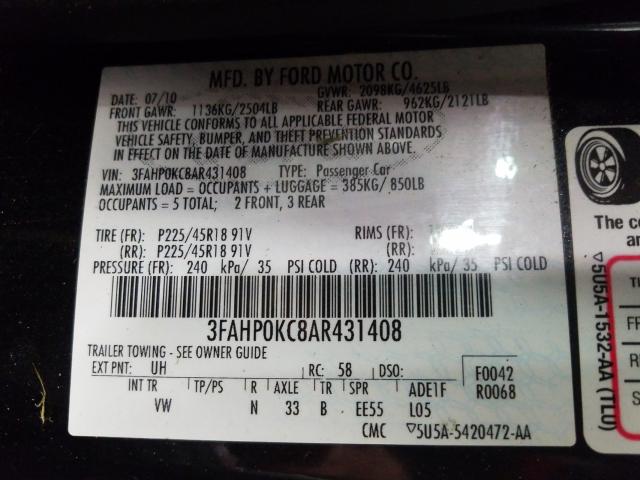 MFD. BY FORD MOTOR CO.
DATE: 07/10 GVWR: 2098KG/4625LB
FRONT GAWR: 1136KG/2504LB REAR GAWR: 962KG/2121LB
THIS VEHICLE CONFORMS TO ALL APPLICABLE FEDERAL MOTOR
VEHICLE SAFETY, BUMPER, AND THEFT PREVENTION STANDARDS
IN EFFECT ON THE DATE OF MANUFACTURE SHOWN ABOVE.
VIN: 3FAHP0KC8AR431408 TYPE: Passenger Car
MAXIMUM LOAD = OCCUPANTS + LUGGAGE = 385KG/850LB
OCCUPANTS = 5 TOTAL; 2 FRONT, 3 REAR
TIRE (FR): P225/45R18 91V RIMS (FR):
(RR): P225/45R18 91V (RR):
PRESSURE (FR): 240 kPa/ 35 PSI COLD (RR): 240 kPa/ 35 PSI COLD
3FAHP0KC8AR431408
TRAILER TOWING - SEE OWNER GUIDE
EXT PNT: UH RC: 58 DSO: F0042
INT TR TP/PS R AXLE TR SPR ADE1F R0068
VW N 33 B EE55 L05
CMC ▽5U5A-5420472-AA
The
▽5U5A-1532-AA (TL0)